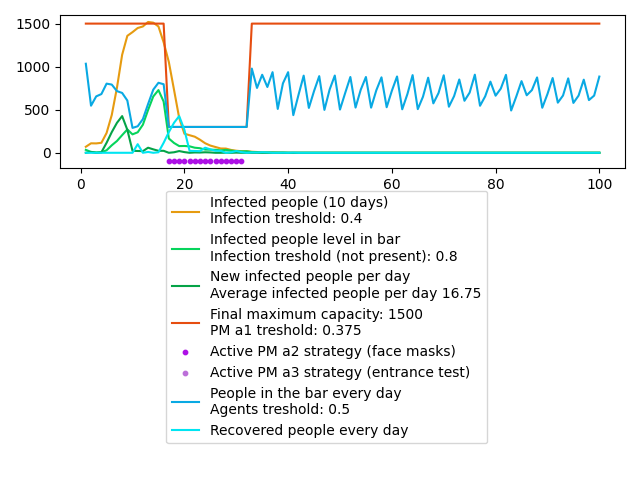 1500
1000
500
0
0
20
40
60
80
100
Infected people (10 days)
Infection treshold: 0.4
Infected people level in bar
Infection treshold (not present): 0.8
New infected people per day
Average infected people per day 16.75
Final maximum capacity: 1500
PM a1 treshold: 0.375
Active PM a2 strategy (face masks)
Active PM a3 strategy (entrance test)
People in the bar every day
Agents treshold: 0.5
Recovered people every day